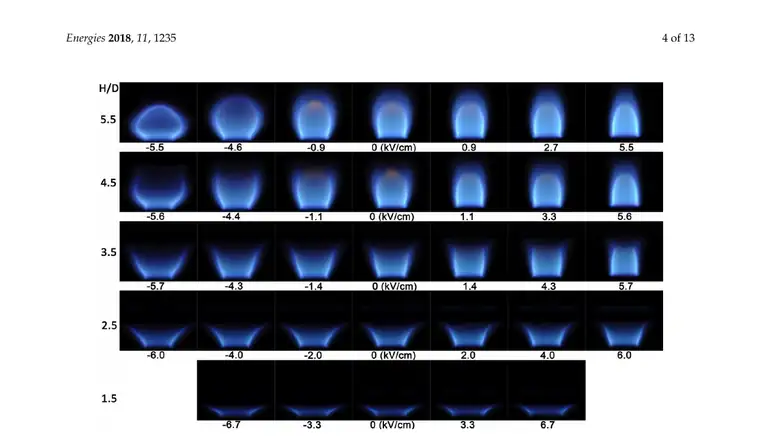 Energies 2018, 11, 1235 4 of 13
H/D
5.5
-5.5 -4.6 -0.9 0 (kV/cm) 0.9 2.7 5.5
4.5
-5.6 -4.4 -1.1 0 (kV/cm) 1.1 3.3 5.6
3.5
-5.7 -4.3 -1.4 0 (kV/cm) 1.4 4.3 5.7
2.5
-6.0 -4.0 -2.0 0 (kV/cm) 2.0 4.0 6.0
1.5
-6.7 -3.3 0 (kV/cm) 3.3 6.7